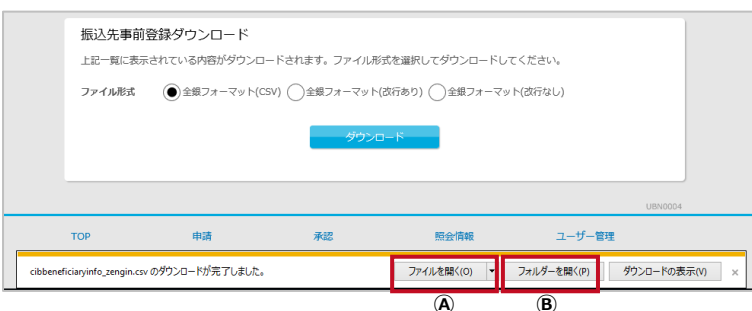 振込先事前登録ダウンロード
上記一覧に表示されている内容がダウンロードされます。ファイル形式を選択してダウンロードしてください。
ファイル形式 全銀フォーマット(CSV) 全銀フォーマット(改行あり) 全銀フォーマット(改行なし)
ダウンロード
UBN0004
TOP 申請 承認 照会情報 ユーザー管理
cibbeneficiaryinfo_zengin.csv のダウンロードが完了しました。 ファイルを開く(O) フォルダーを開く(P) ダウンロードの表示(V) ×
Ⓐ Ⓑ